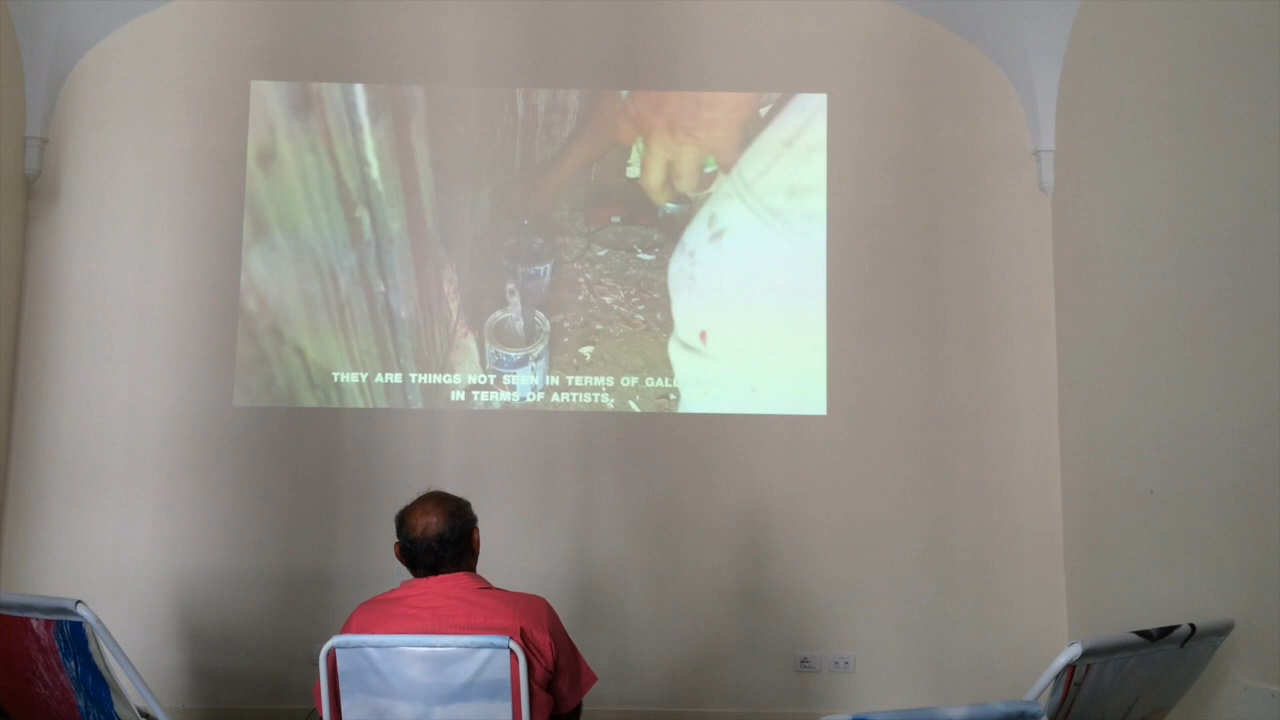 THEY ARE THINGS NOT SEEN IN TERMS OF
IN TERMS OF ARTISTS.